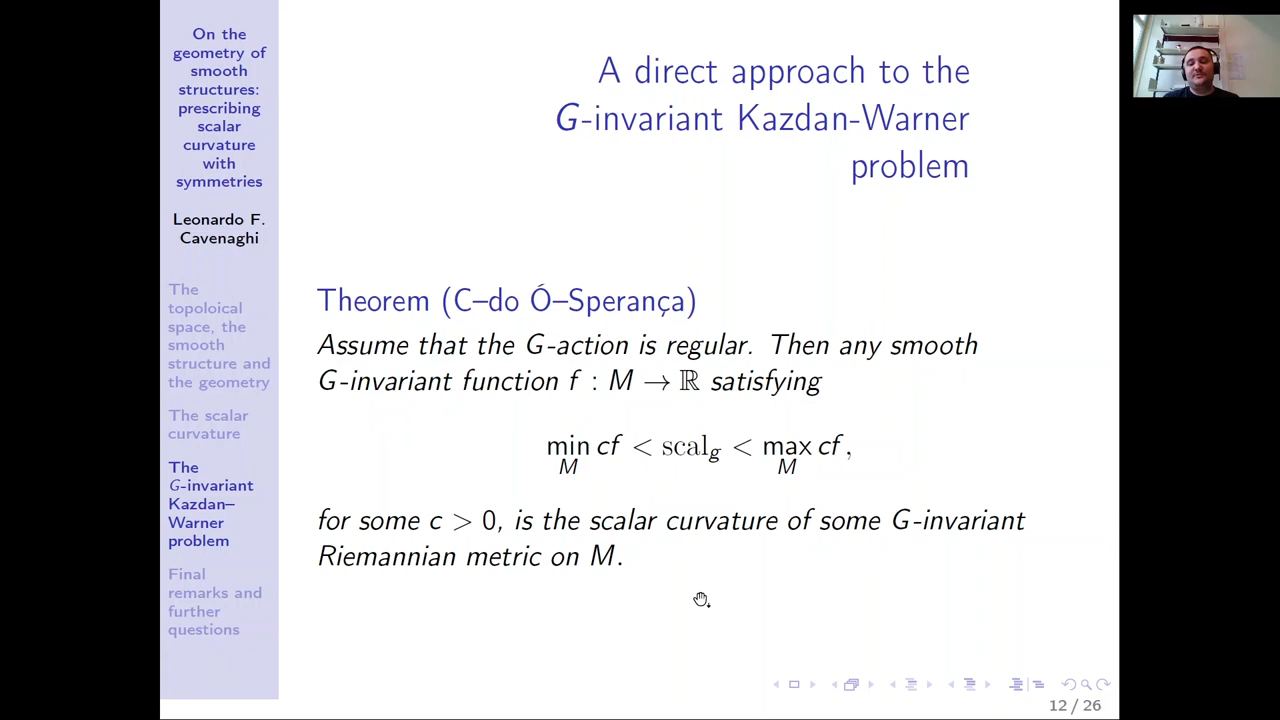 On the
geometry of
smooth
structures:
prescribing
scalar
curvature
with
symmetries
Leonardo F.
Cavenaghi
The
topoloical
space, the
smooth
structure and
the geometry
The scalar
curvature
The
G-invariant
Kazdan–
Warner
problem
Final
remarks and
further
questions
A direct approach to the
G-invariant Kazdan-Warner
problem
Theorem (C–do Ó–Sperança)
Assume that the G-action is regular. Then any smooth
G-invariant function f : M → ℝ satisfying
min_M cf < scal_g < max_M cf,
for some c > 0, is the scalar curvature of some G-invariant
Riemannian metric on M.
12 / 26